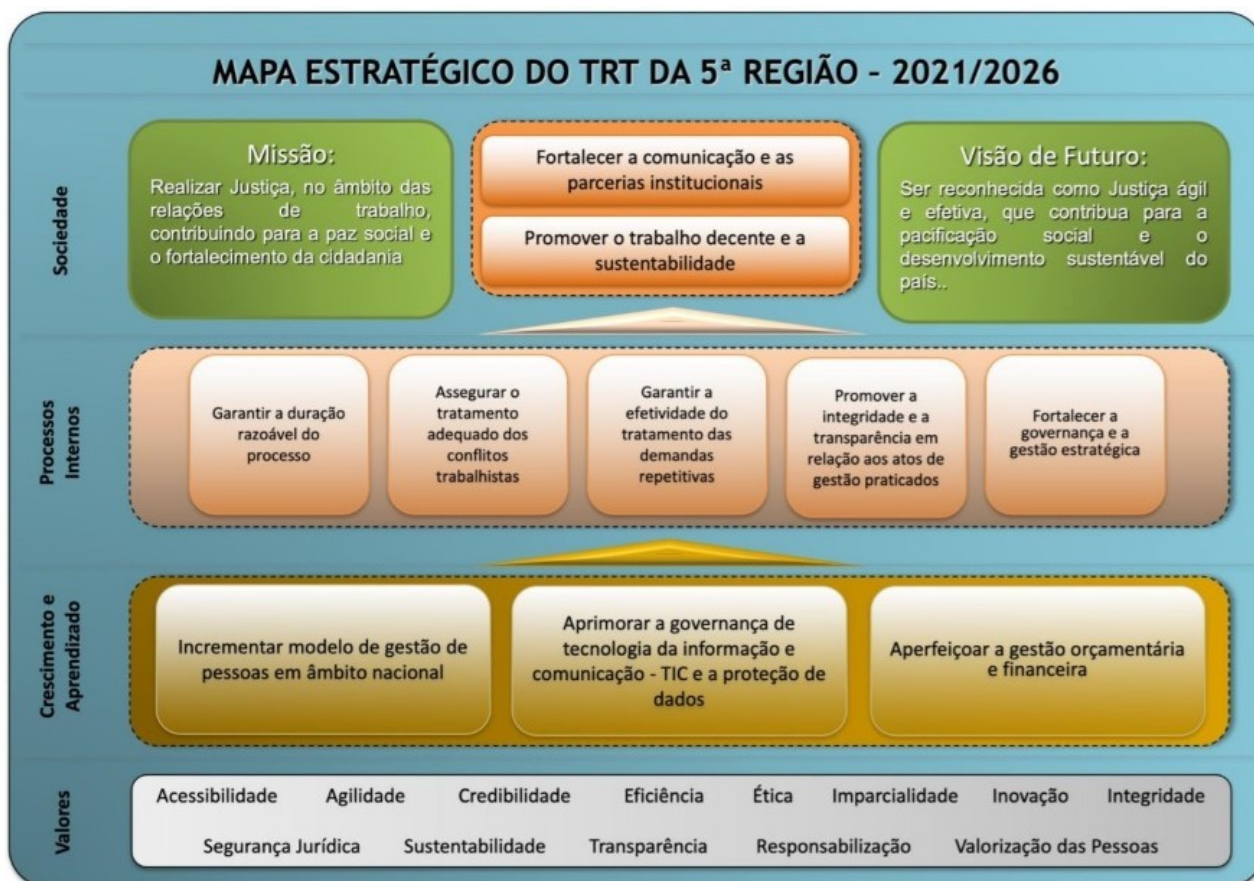 MAPA ESTRATÉGICO DO TRT DA 5ª REGIÃO - 2021/2026
Sociedade
Missão:
Realizar Justiça, no âmbito das
relações de trabalho,
contribuindo para a paz social e
o fortalecimento da cidadania
Fortalecer a comunicação e as
parcerias institucionais
Promover o trabalho decente e a
sustentabilidade
Visão de Futuro:
Ser reconhecida como Justiça ágil
e efetiva, que contribua para a
pacificação social e o
desenvolvimento sustentável do
país..
Processos
Internos
Garantir a duração
razoável do
processo
Assegurar o
tratamento
adequado dos
conflitos
trabalhistas
Garantir a
efetividade do
tratamento das
demandas
repetitivas
Promover a
integridade e a
transparência em
relação aos atos de
gestão praticados
Fortalecer a
governança e a
gestão estratégica
Crescimento e
Aprendizado
Incrementar modelo de gestão de
pessoas em âmbito nacional
Aprimorar a governança de
tecnologia da informação e
comunicação - TIC e a proteção de
dados
Aperfeiçoar a gestão orçamentária
e financeira
Valores
Acessibilidade Agilidade Credibilidade Eficiência Ética Imparcialidade Inovação Integridade
Segurança Jurídica Sustentabilidade Transparência Responsabilização Valorização das Pessoas